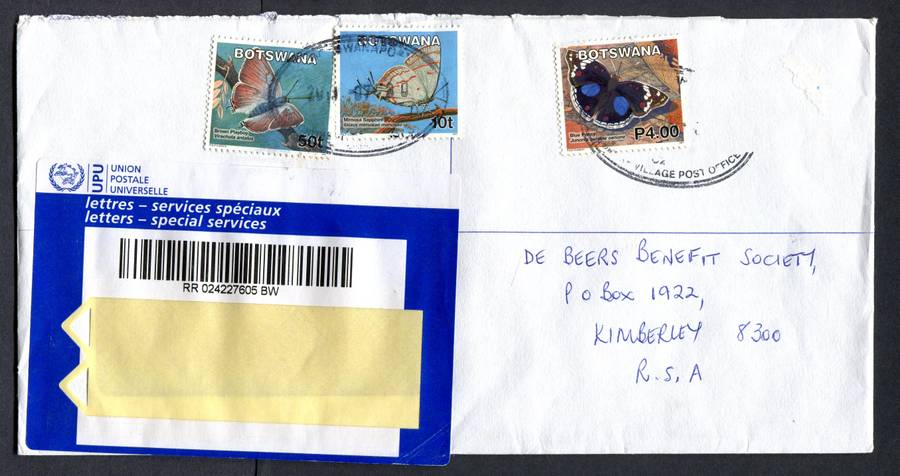 BOTSWANA
50t
BOTSWANA
10t
BOTSWANA
P4.00
VILLAGE POST OFFICE
UPU
UNION
POSTALE
UNIVERSELLE
lettres – services spéciaux
letters – special services
RR 024227605 BW
DE BEERS BENEFIT SOCIETY,
P O BOX 1922,
KIMBERLEY 8300
R.S.A